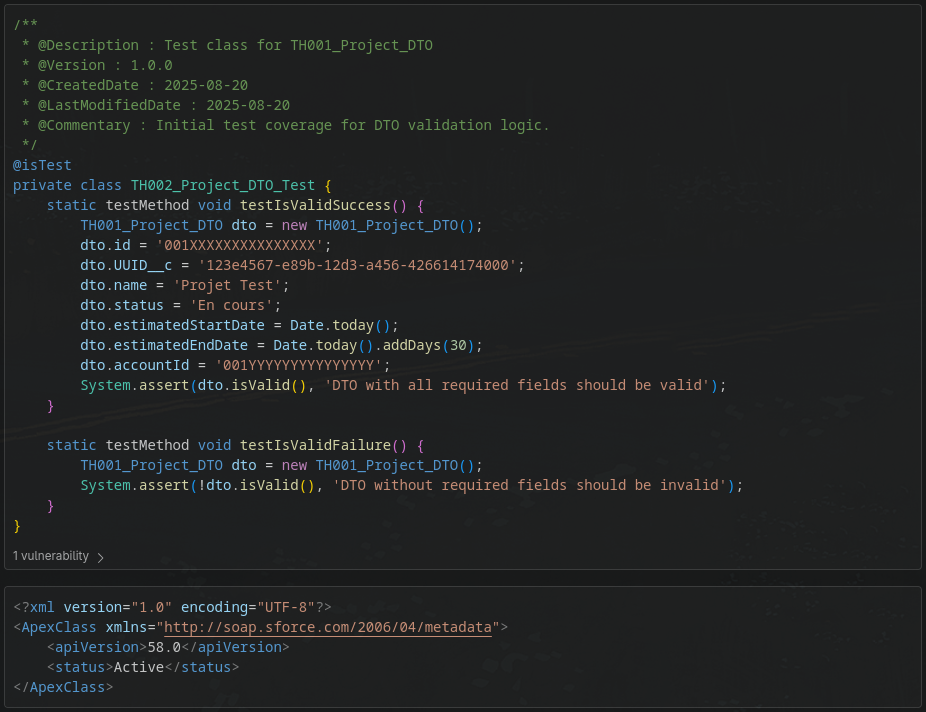 /**
 * @Description : Test class for TH001_Project_DTO
 * @Version : 1.0.0
 * @CreatedDate : 2025-08-20
 * @LastModifiedDate : 2025-08-20
 * @Commentary : Initial test coverage for DTO validation logic.
 */
@isTest
private class TH002_Project_DTO_Test {
    static testMethod void testIsValidSuccess() {
        TH001_Project_DTO dto = new TH001_Project_DTO();
        dto.id = '001XXXXXXXXXXXXXXX';
        dto.UUID__c = '123e4567-e89b-12d3-a456-426614174000';
        dto.name = 'Projet Test';
        dto.status = 'En cours';
        dto.estimatedStartDate = Date.today();
        dto.estimatedEndDate = Date.today().addDays(30);
        dto.accountId = '001YYYYYYYYYYYYYYY';
        System.assert(dto.isValid(), 'DTO with all required fields should be valid');
    }
    static testMethod void testIsValidFailure() {
        TH001_Project_DTO dto = new TH001_Project_DTO();
        System.assert(!dto.isValid(), 'DTO without required fields should be invalid');
    }
}
1 vulnerability >
<?xml version="1.0" encoding="UTF-8"?>
<ApexClass xmlns="http://soap.sforce.com/2006/04/metadata">
    <apiVersion>58.0</apiVersion>
    <status>Active</status>
</ApexClass>